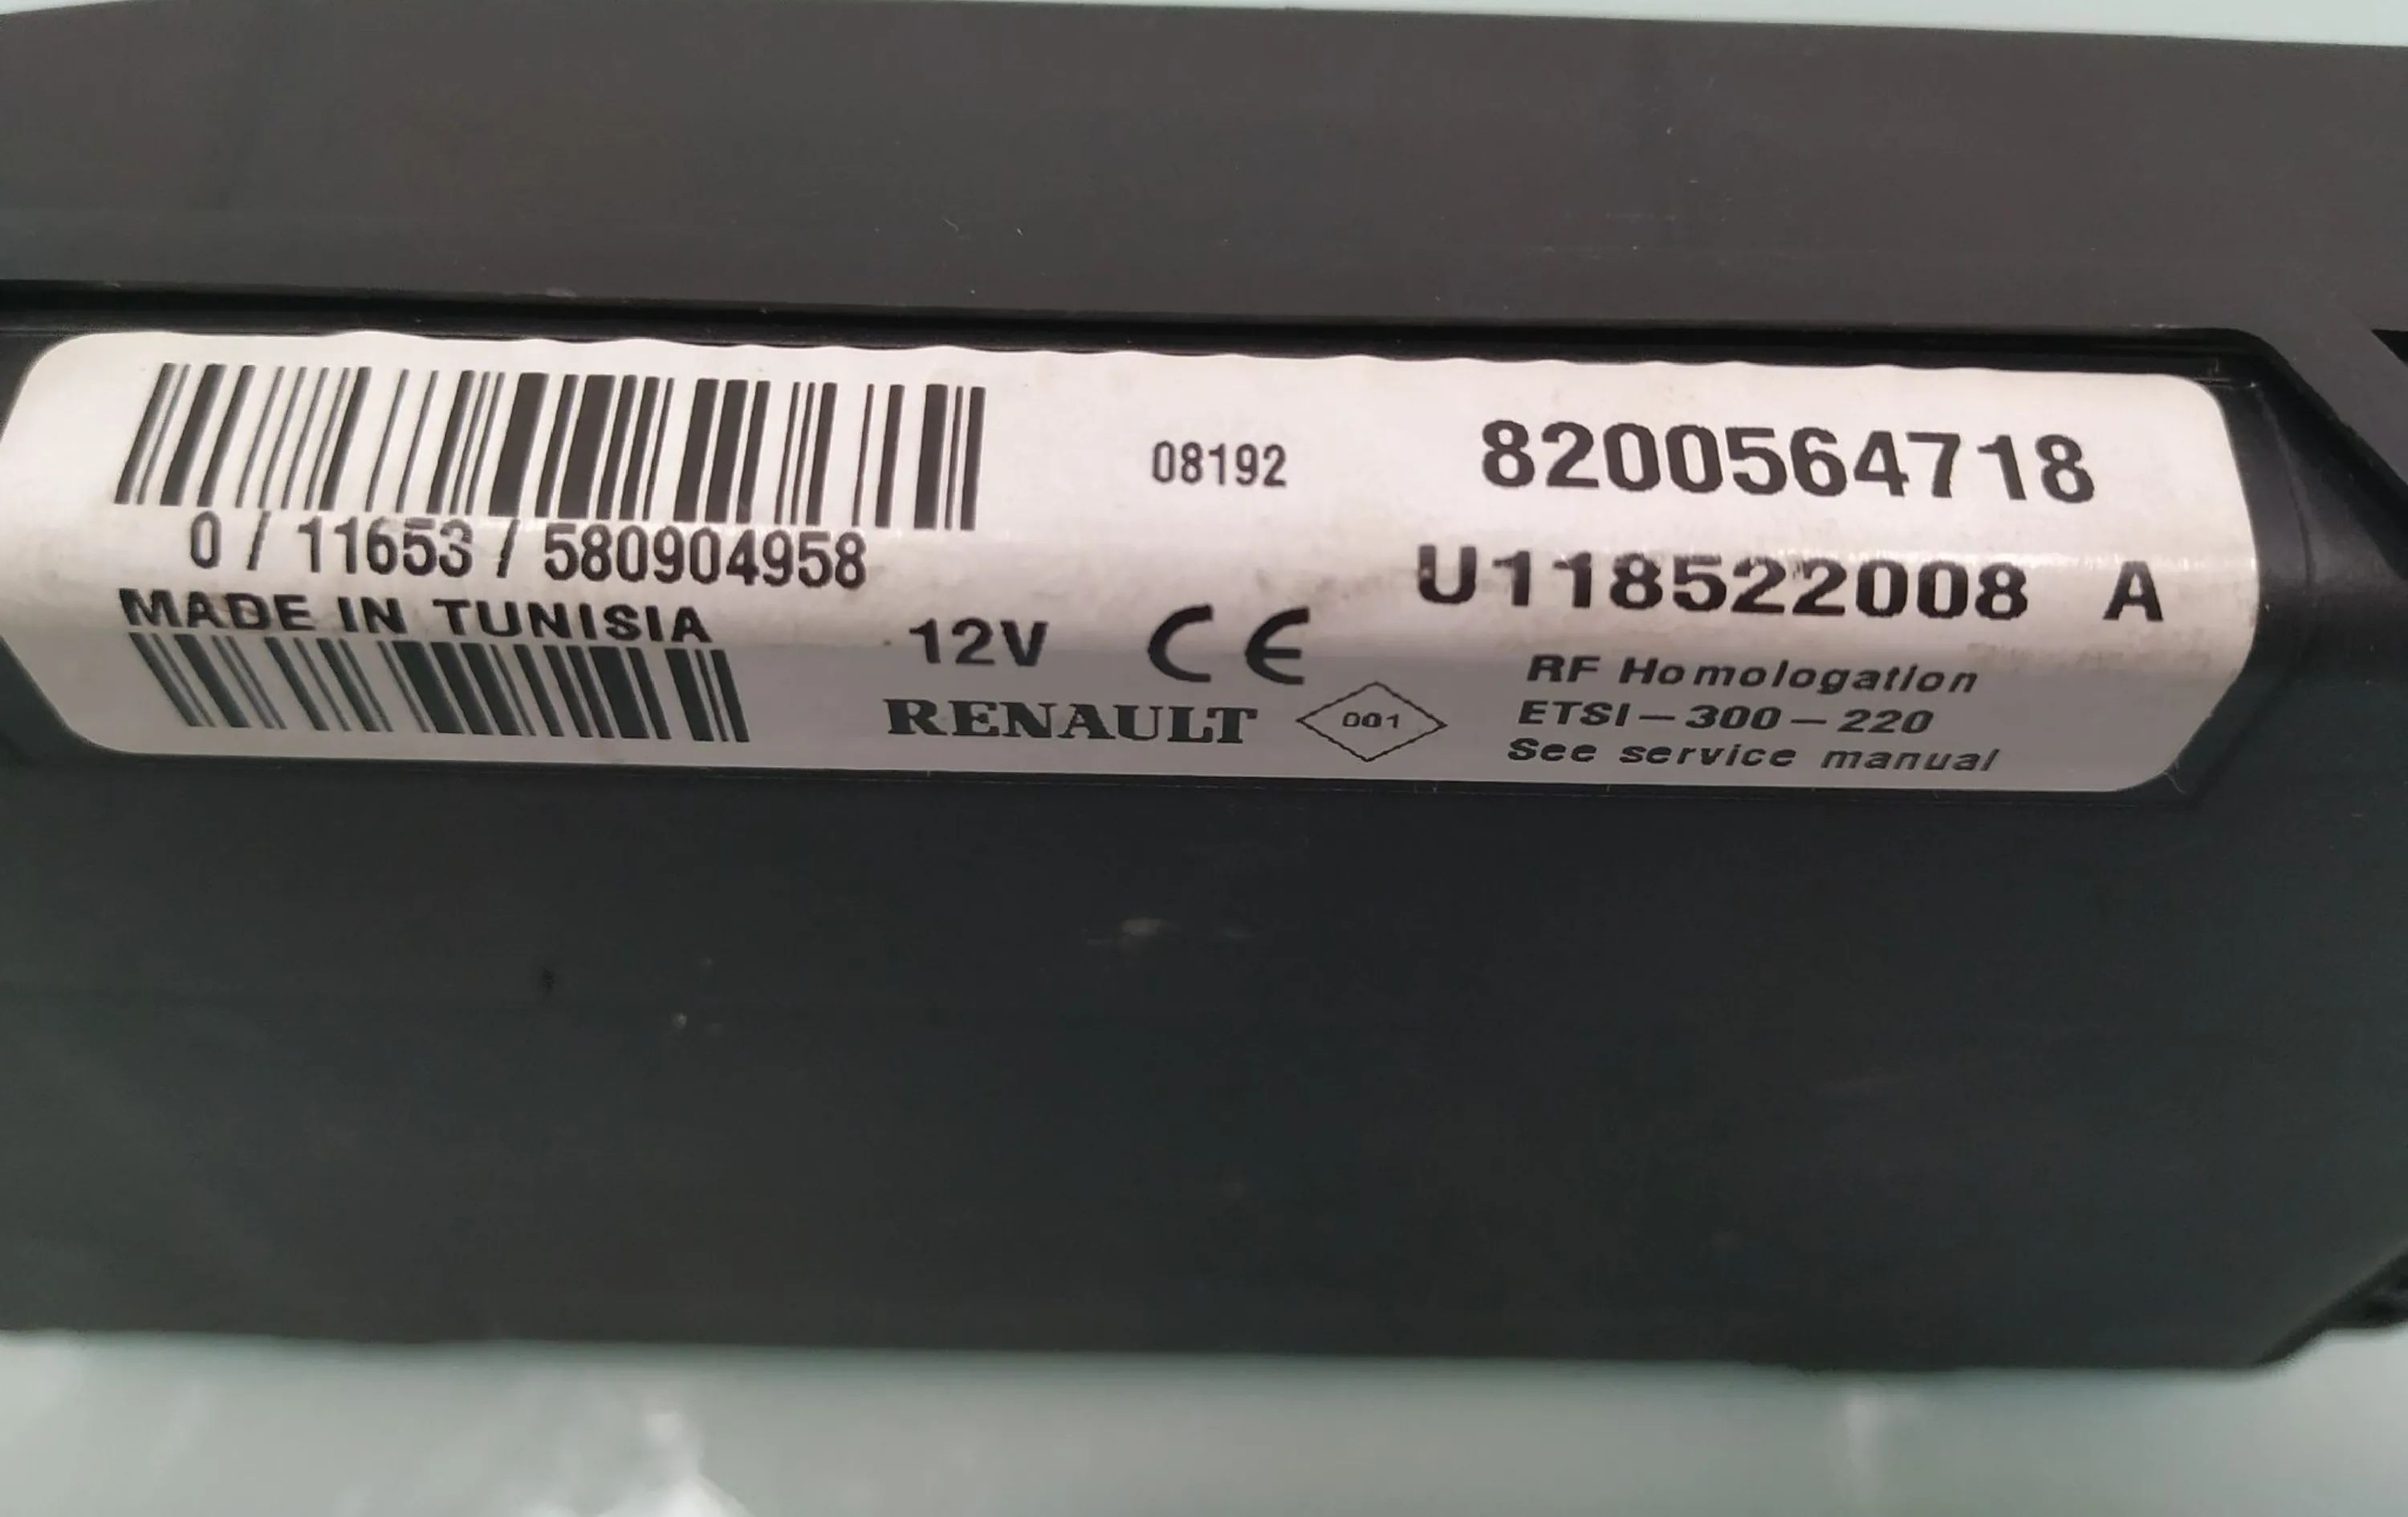 08192 8200564718
0 / 11653 / 580904958
U118522008 A
MADE IN TUNISIA
12V CE
RF Homologation
RENAULT 001
ETSI-300-220
See service manual